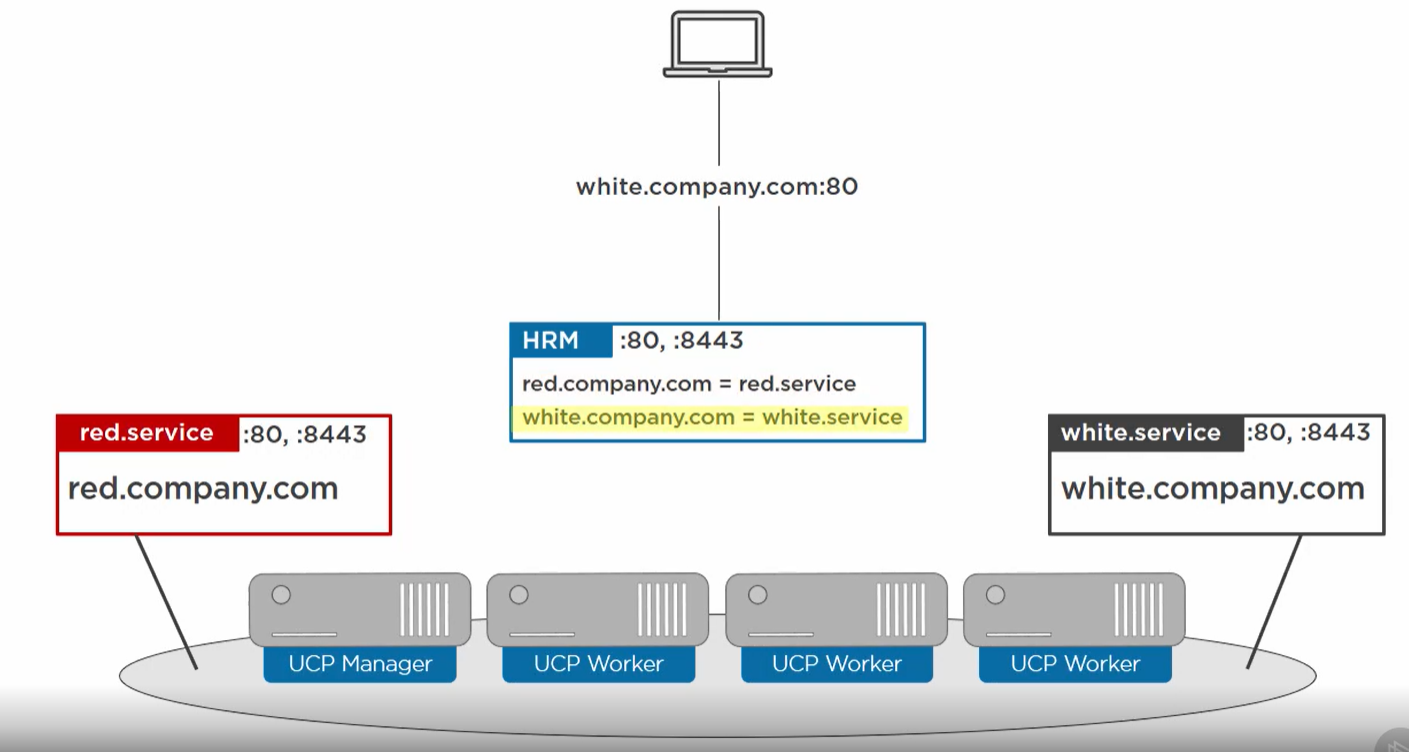 white.company.com:80
HRM :80, :8443
red.company.com = red.service
white.company.com = white.service
red.service :80, :8443
red.company.com
white.service :80, :8443
white.company.com
UCP Manager
UCP Worker
UCP Worker
UCP Worker